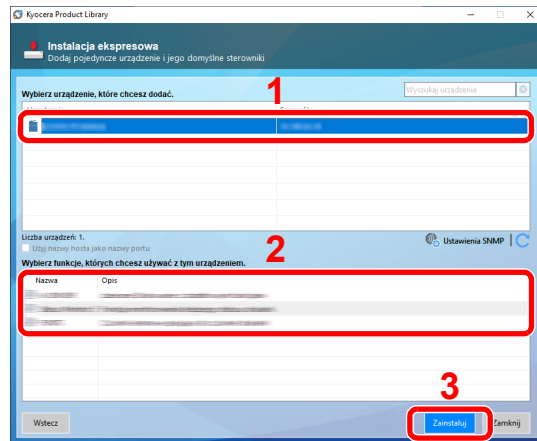 Kyocera Product Library
Instalacja ekspresowa
Dodaj pojedyncze urządzenie i jego domyślne sterowniki
1
Wybierz urządzenie, które chcesz dodać.
Wyszukaj urządzenia
Liczba urządzeń: 1.
Użyj nazwy hosta jako nazwy portu
Ustawienia SNMP
2
Wybierz funkcje, których chcesz używać z tym urządzeniem.
Nazwa Opis
3
Wstecz Zainstaluj Zamknij